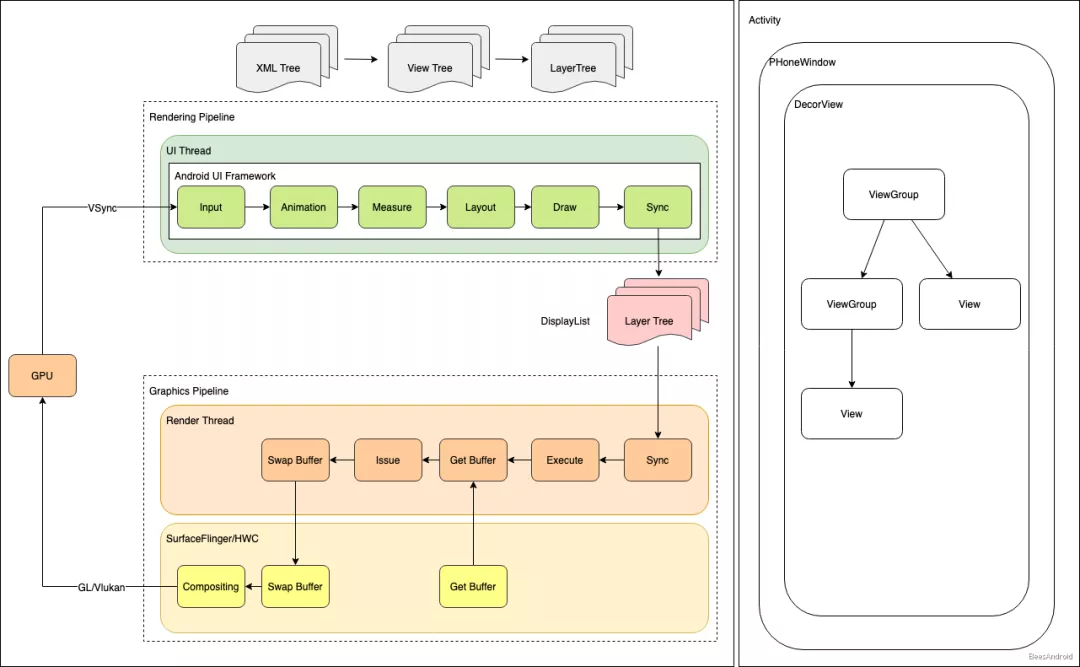 XML Tree
View Tree
LayerTree
Rendering Pipeline
UI Thread
Android UI Framework
Input
Animation
Measure
Layout
Draw
Sync
VSync
DisplayList
Layer Tree
GPU
Graphics Pipeline
Render Thread
Swap Buffer
Issue
Get Buffer
Execute
Sync
SurfaceFlinger/HWC
Compositing
Swap Buffer
Get Buffer
GL/Vlukan
Activity
PHoneWindow
DecorView
ViewGroup
ViewGroup
View
View